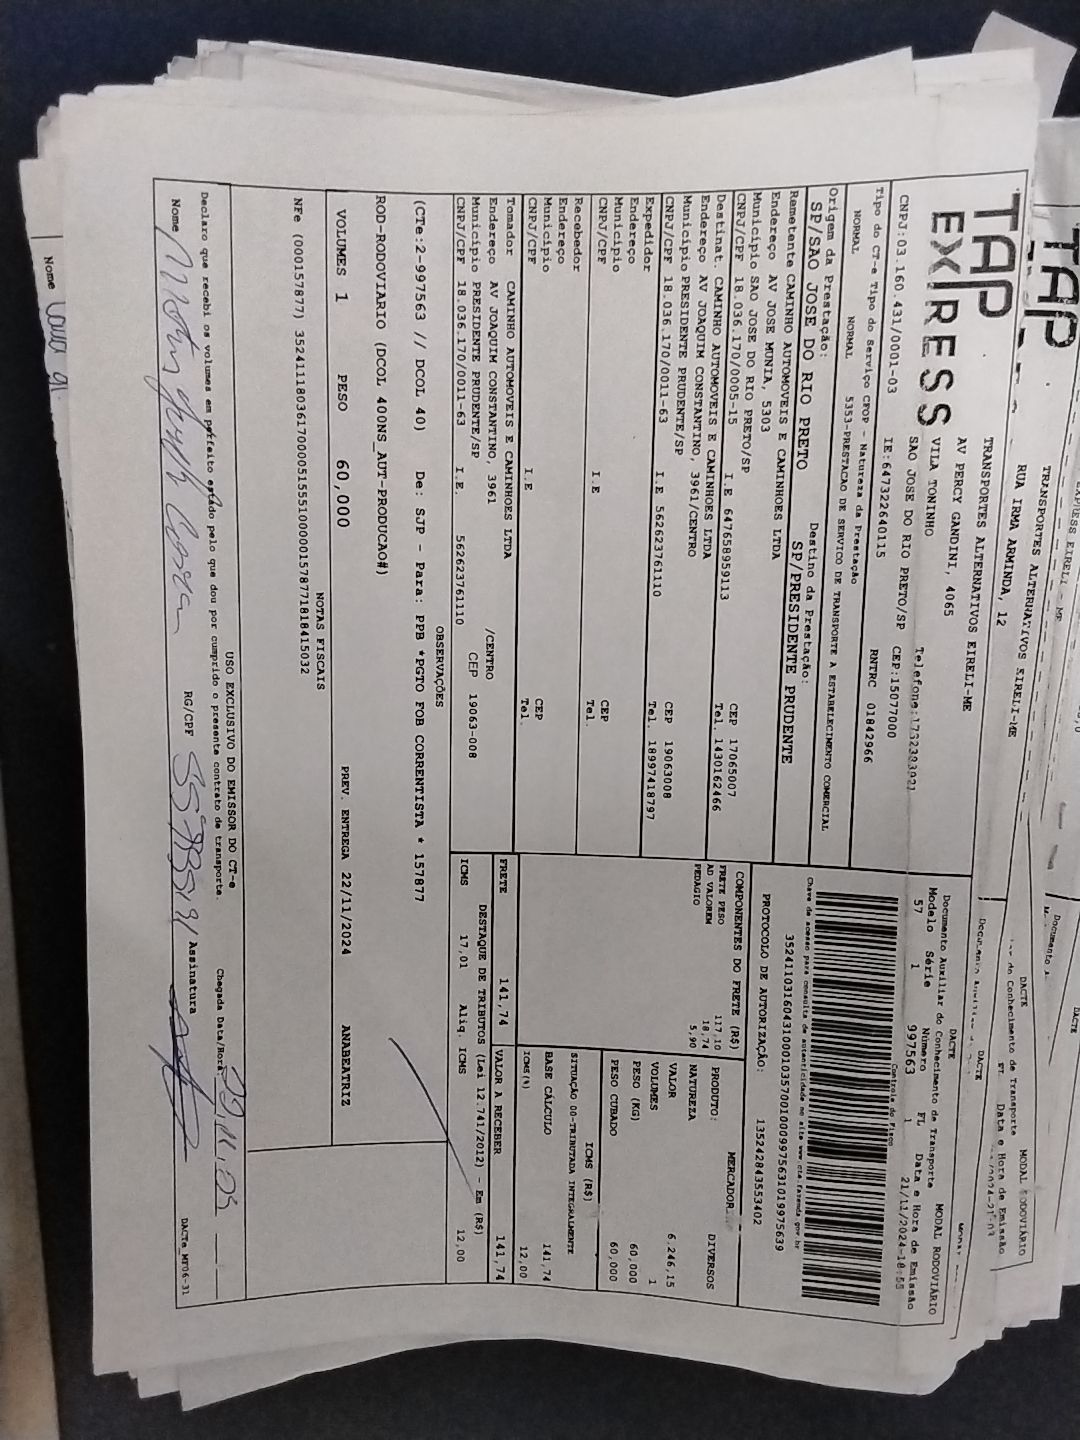 TAP EXPRESS
TRANSPORTES ALTERNATIVOS EIRELI-ME
AV PERCY GANDINI, 4065
VILA TONINHO
SAO JOSE DO RIO PRETO/SP CEP:15077000
CNPJ:03.160.431/0001-03 IE:647322640115 RNTRC 01842966
DACTE MODAL RODOVIÁRIO
Documento Auxiliar do Conhecimento de Transporte
Modelo Série Número FL Data e Hora de Emissão
57 1 997563 1 21/11/2024-18:55
Controle do Fisco
Tipo do CT-e Tipo do Serviço CFOP - Natureza da Prestação
NORMAL NORMAL 5353-PRESTACAO DE SERVICO DE TRANSPORTE A ESTABELECIMENTO COMERCIAL
Chave de acesso para consulta de autenticidade no site www.cte.fazenda.gov.br
Origem da Prestação: Destino da Prestação:
SP/SAO JOSE DO RIO PRETO SP/PRESIDENTE PRUDENTE
PROTOCOLO DE AUTORIZAÇÃO: 135242843553402
Remetente CAMINHO AUTOMOVEIS E CAMINHOES LTDA
Endereço AV JOSE MUNIA, 5303
Município SAO JOSE DO RIO PRETO/SP CEP 17065007
CNPJ/CPF 18.036.170/0005-15 I.E 647658959113 Tel. 1430162466
Destinat. CAMINHO AUTOMOVEIS E CAMINHOES LTDA
Endereço AV JOAQUIM CONSTANTINO, 3961/CENTRO
Município PRESIDENTE PRUDENTE/SP CEP 19063008
CNPJ/CPF 18.036.170/0011-63 I.E 562623761110 Tel. 18997418797
Expedidor
Endereço
Município CEP
CNPJ/CPF I.E Tel.
Recebedor
Endereço
Município CEP
CNPJ/CPF I.E Tel.
Tomador CAMINHO AUTOMOVEIS E CAMINHOES LTDA
Endereço AV JOAQUIM CONSTANTINO, 3961 /CENTRO
Município PRESIDENTE PRUDENTE/SP CEP 19063-008
CNPJ/CPF 18.036.170/0011-63 I.E. 562623761110
COMPONENTES DO FRETE (R$)
FRETE PESO 117,10
AD VALOREM 18,74
PEDAGIO 5,90
PRODUTO: DIVERSOS
NATUREZA
VALOR 6.246,15
VOLUMES 1
PESO (KG) 60,000
PESO CUBADO 60,000
ICMS (R$)
SITUAÇÃO 00-TRIBUTADA INTEGRALMENTE
BASE CÁLCULO 141,74
ICMS(%) 12,00
FRETE 141,74 VALOR A RECEBER 141,74
DESTAQUE DE TRIBUTOS (Lei 12.741/2012) - Em (R$)
ICMS 17,01 Aliq. ICMS 12,00
OBSERVAÇÕES
(CTe:2-997563 // DCOL 40) De: SJP - Para: PPB *PGTO FOB CORRENTISTA * 157877
ROD-RODOVIARIO (DCOL 400NS_AUT-PRODUCAO#)
VOLUMES 1 PESO 60,000 PREV. ENTREGA 22/11/2024 ANABEATRIZ
NOTAS FISCAIS
NFe (000157877) 35241118036170000515551000001578771818415032
USO EXCLUSIVO DO EMISSOR DO CT-e
Declaro que recebi os volumes em perfeito estado pelo que dou por cumprido o presente contrato de transporte. Chegada Data/Hora
Nome RG/CPF Assinatura
DACTe_MT06-31